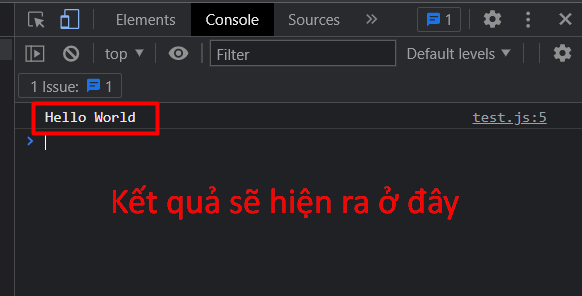 Elements Console Sources » 1
top Filter Default levels
1 Issue: 1
Hello World test.js:5
Kết quả sẽ hiện ra ở đây